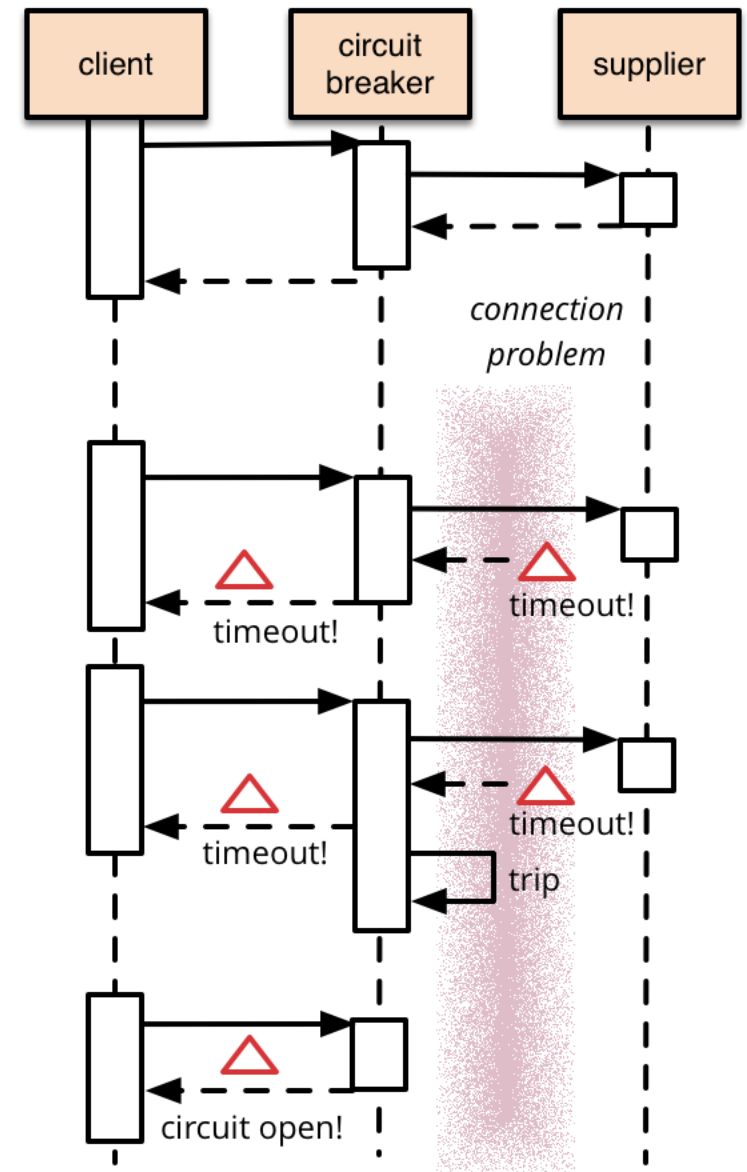 client
circuit
breaker
supplier
connection
problem
timeout!
timeout!
timeout!
timeout!
trip
circuit open!